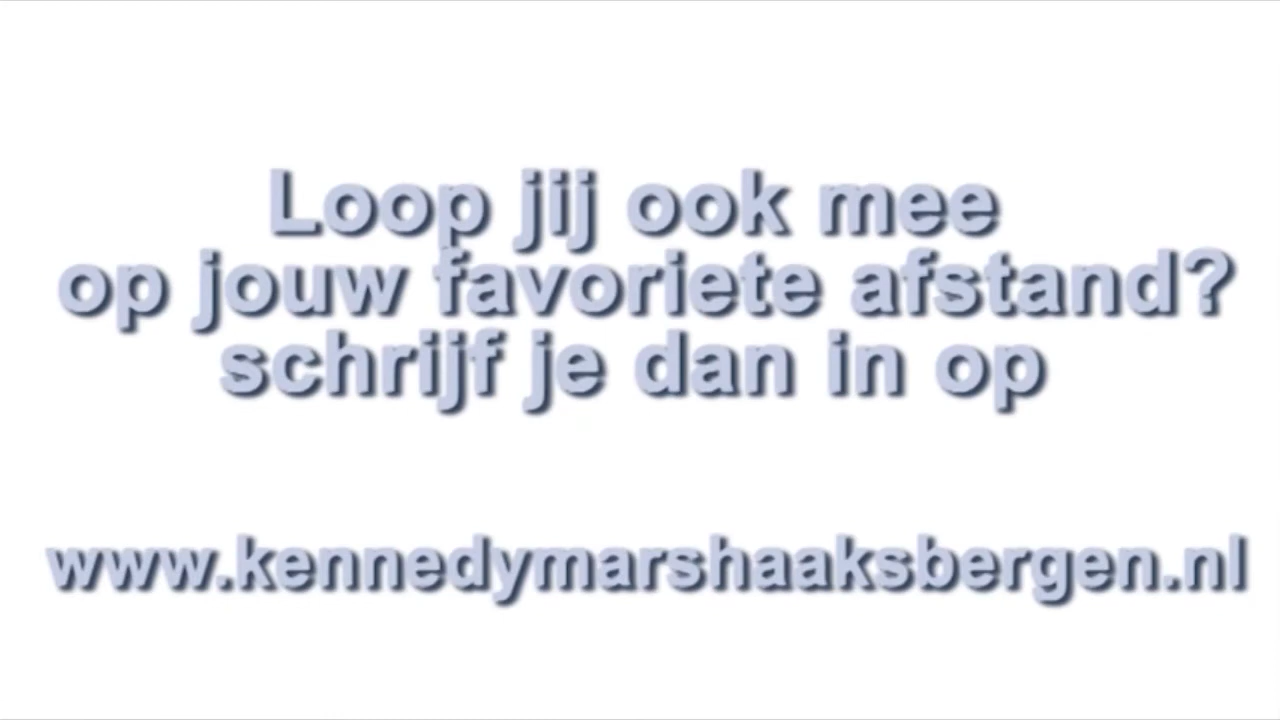 Loop jij ook mee
op jouw favoriete afstand?
schrijf je dan in op
www.kennedymarshaaksbergen.nl